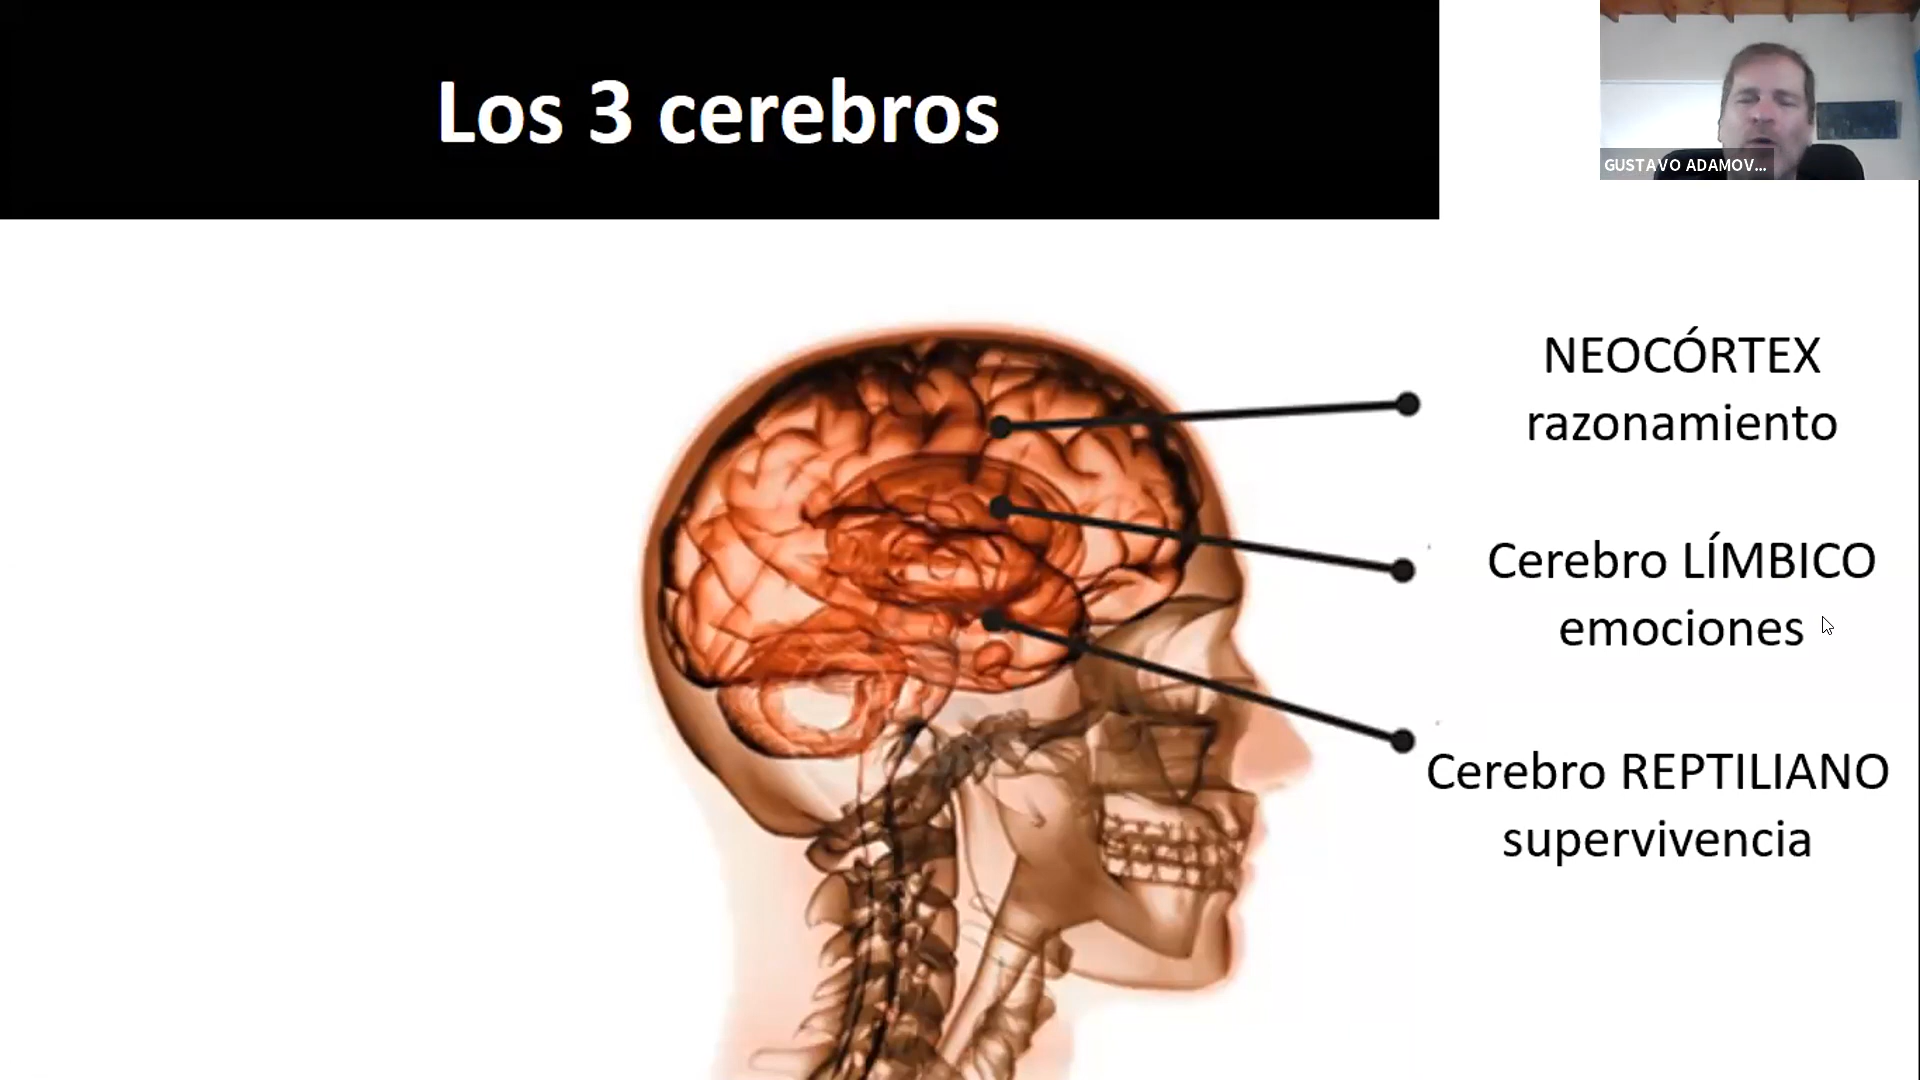 Los 3 cerebros
GUSTAVO ADAMOV...
NEOCÓRTEX
razonamiento
Cerebro LÍMBICO
emociones
Cerebro REPTILIANO
supervivencia